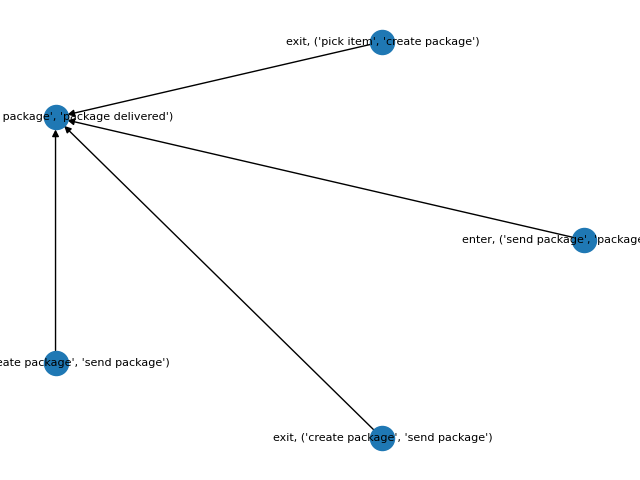 exit, ('pick item', 'create package')
package', 'package delivered')
enter, ('send package', 'package
package', 'send package')
exit, ('create package', 'send package')